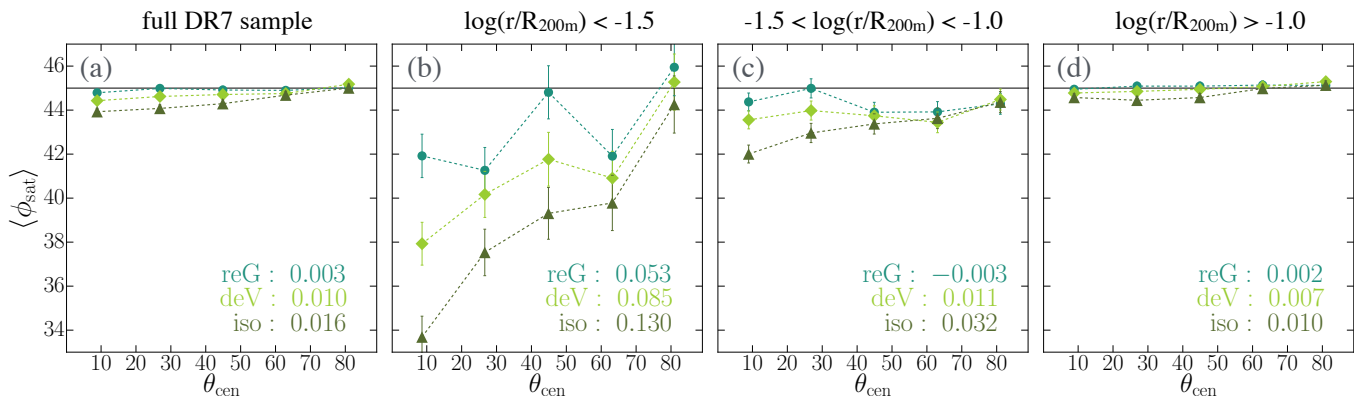 full DR7 sample
log(r/R200m) < -1.5
-1.5 < log(r/R200m) < -1.0
log(r/R200m) > -1.0
(a)
(b)
(c)
(d)
46
44
42
40
38
36
34
⟨ϕsat⟩
reG : 0.003
deV : 0.010
iso : 0.016
reG : 0.053
deV : 0.085
iso : 0.130
reG : −0.003
deV : 0.011
iso : 0.032
reG : 0.002
deV : 0.007
iso : 0.010
10 20 30 40 50 60 70 80
10 20 30 40 50 60 70 80
10 20 30 40 50 60 70 80
10 20 30 40 50 60 70 80
θcen
θcen
θcen
θcen